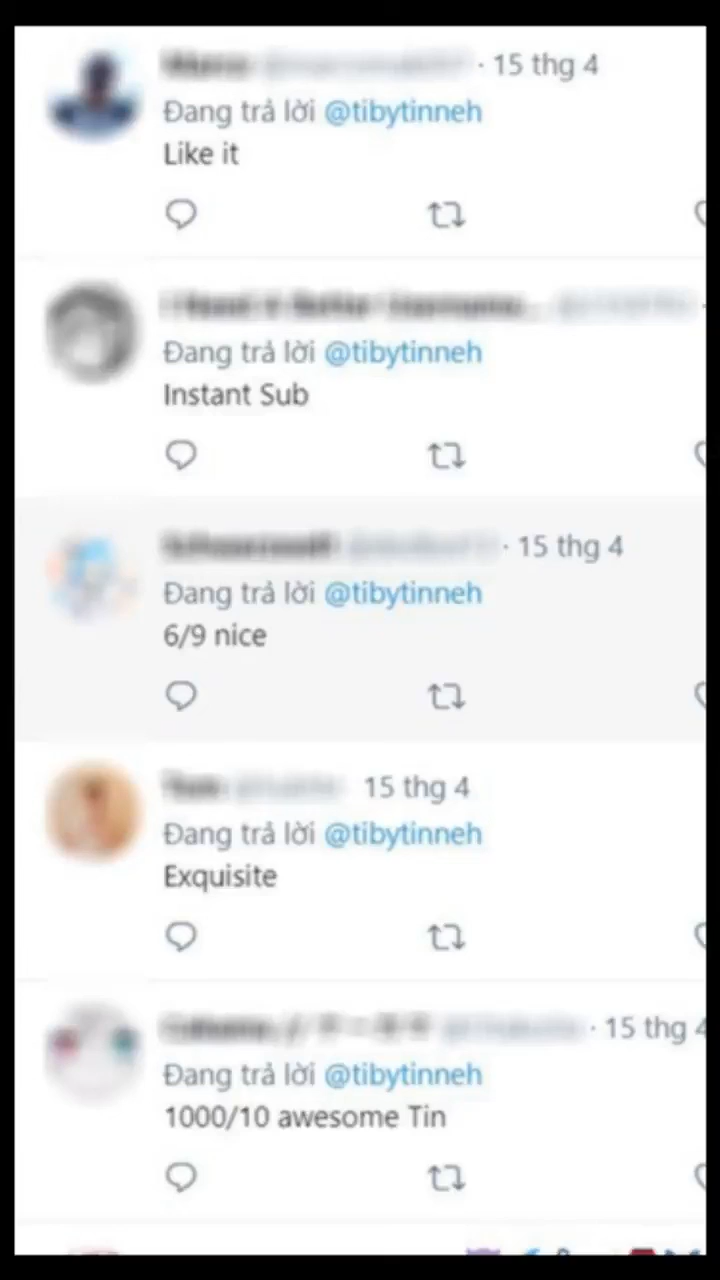 · 15 thg 4
Đang trả lời @tibytinneh
Like it
Đang trả lời @tibytinneh
Instant Sub
· 15 thg 4
Đang trả lời @tibytinneh
6/9 nice
15 thg 4
Đang trả lời @tibytinneh
Exquisite
· 15 thg 4
Đang trả lời @tibytinneh
1000/10 awesome Tin